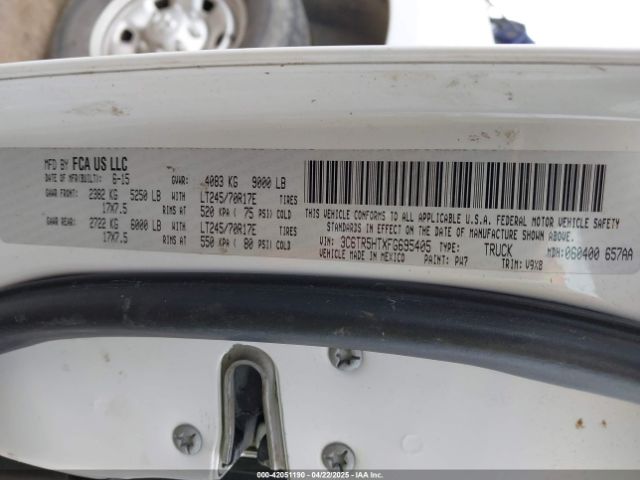 MFD BY FCA US LLC
DATE OF MFR(BUILT): 6-15 GVWR: 4083 KG 9000 LB
GAWR FRONT: 2382 KG 5250 LB WITH LT245/70R17E TIRES
17X7.5 RIMS AT 520 KPA ( 75 PSI) COLD
GAWR REAR: 2722 KG 6000 LB WITH LT245/70R17E TIRES
17X7.5 RIMS AT 550 KPA ( 80 PSI) COLD
THIS VEHICLE CONFORMS TO ALL APPLICABLE U.S.A. FEDERAL MOTOR VEHICLE SAFETY
STANDARDS IN EFFECT ON THE DATE OF MANUFACTURE SHOWN ABOVE.
VIN: 3C6TR5HTXFG695405 TYPE: TRUCK MDH:060400 657AA
VEHICLE MADE IN MEXICO PAINT: PW7 TRIM: V9X8
000-42051190 - 04/22/2025 - IAAI.COM